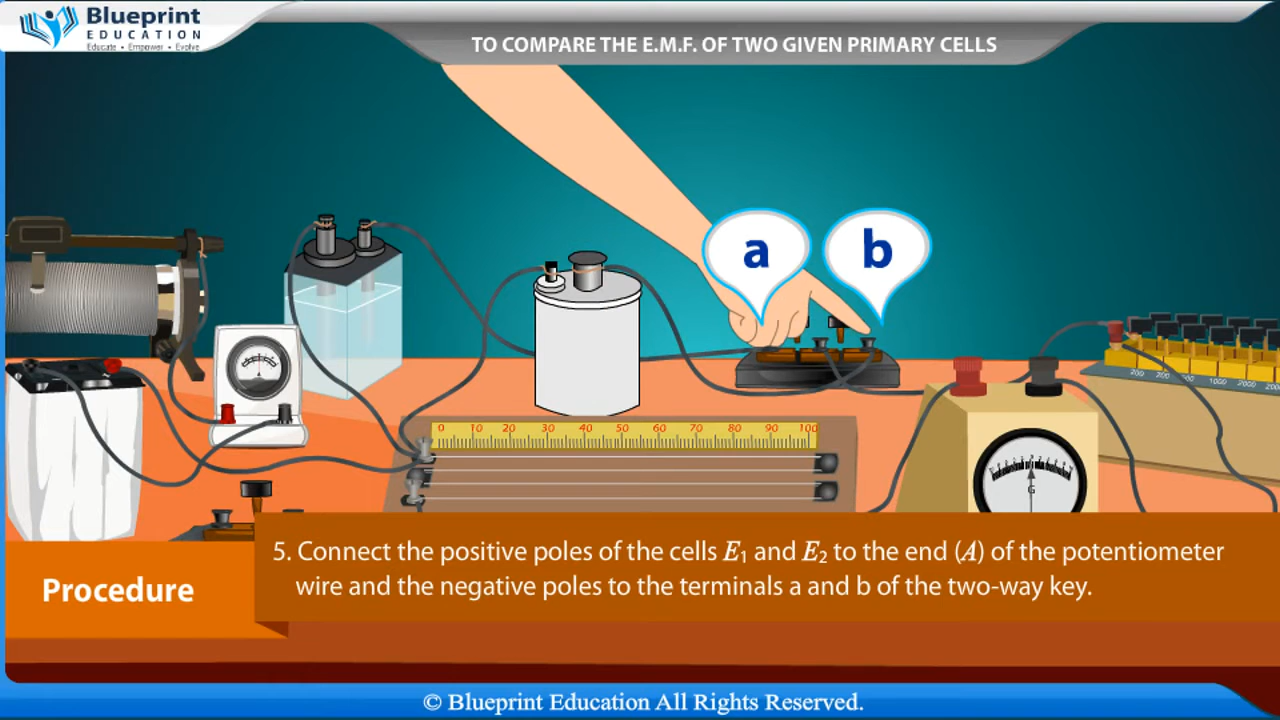 Blueprint
EDUCATION
Educate • Empower • Evolve
TO COMPARE THE E.M.F. OF TWO GIVEN PRIMARY CELLS
a b
200 200 500 1000 2000
0 10 20 30 40 50 60 70 80 90 100
G
Procedure
5. Connect the positive poles of the cells E₁ and E₂ to the end (A) of the potentiometer
wire and the negative poles to the terminals a and b of the two-way key.
© Blueprint Education All Rights Reserved.